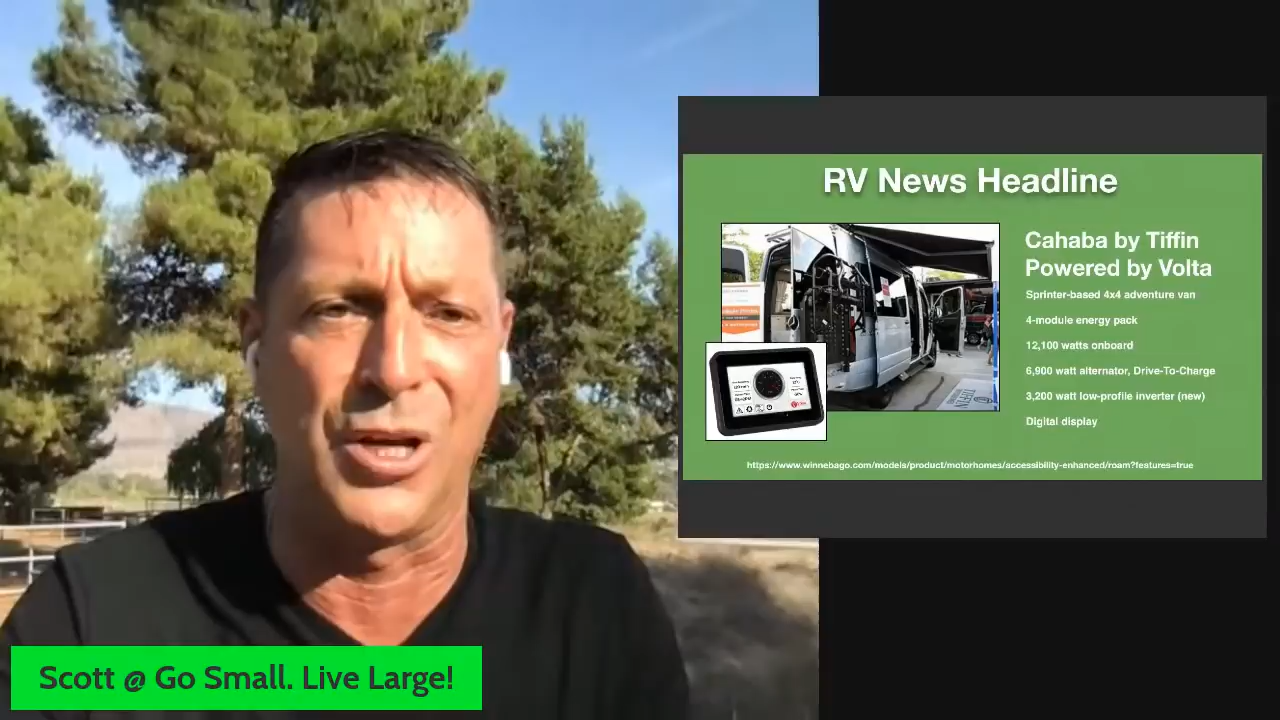 RV News Headline
Cahaba by Tiffin
Powered by Volta
Sprinter-based 4x4 adventure van
4-module energy pack
12,100 watts onboard
6,900 watt alternator, Drive-To-Charge
3,200 watt low-profile inverter (new)
Digital display
TIFFIN
https://www.winnebago.com/models/product/motorhomes/accessibility-enhanced/roam?features=true
Scott @ Go Small. Live Large!